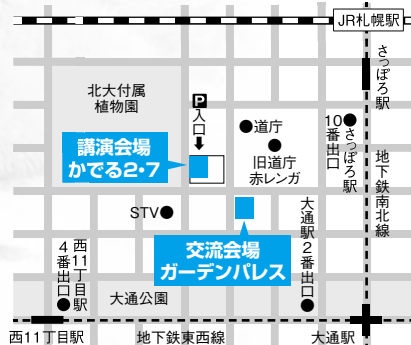 JR札幌駅
さっぽろ駅
北大付属
植物園
P
入口
道庁
旧道庁
赤レンガ
10番出口
さっぽろ駅
地下鉄南北線
講演会場
かでる2・7
STV
交流会場
ガーデンパレス
大通駅2番出口
西11丁目駅
4番出口
大通公園
西11丁目駅
地下鉄東西線
大通駅